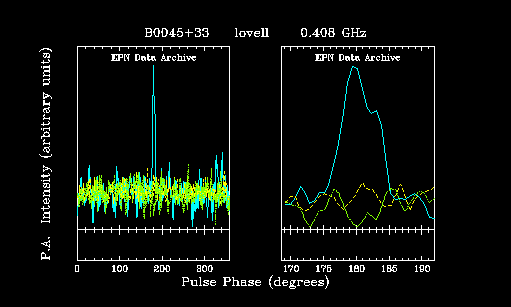 B0045+33 lovell 0.408 GHz
EPN Data Archive EPN Data Archive
P.A. Intensity (arbitrary units)
0 100 200 300 170 175 180 185 190
Pulse Phase (degrees)